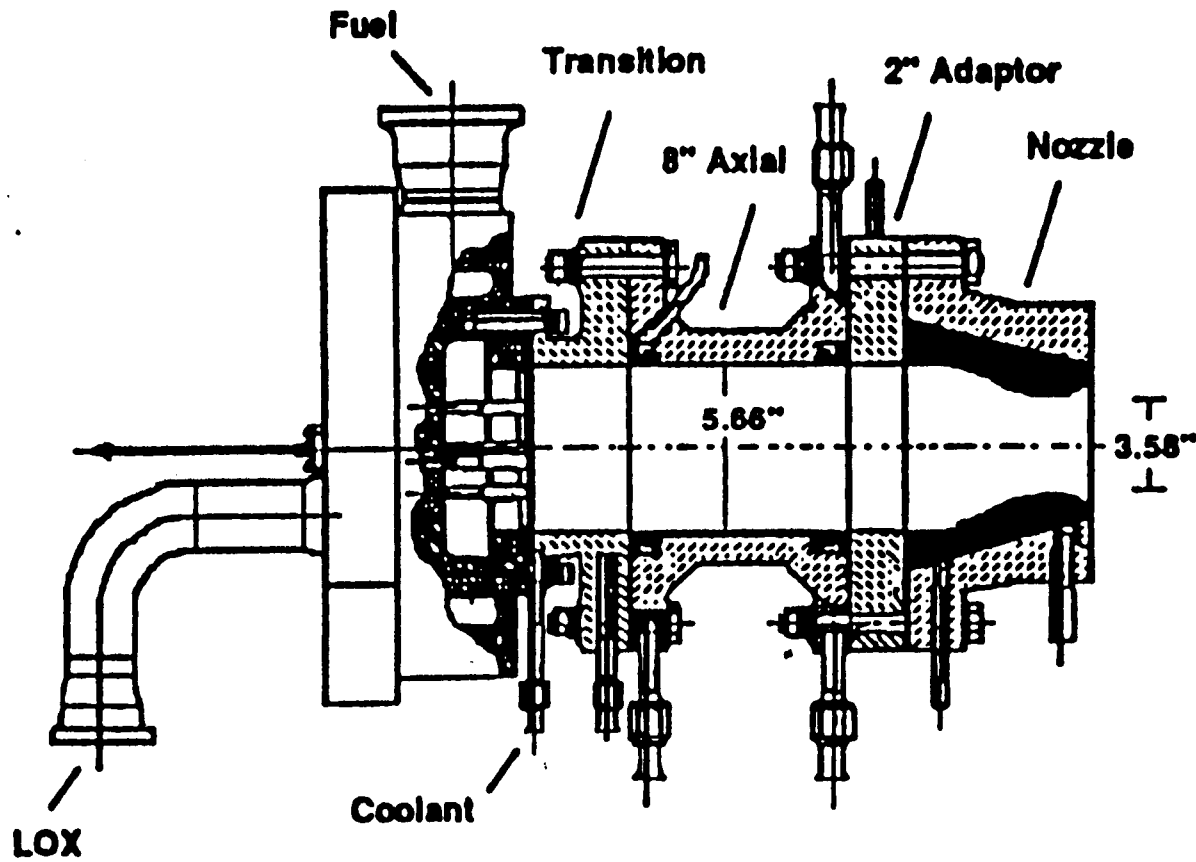 Fuel
Transition
2" Adaptor
8" Axial
Nozzle
5.66"
3.58"
Coolant
LOX